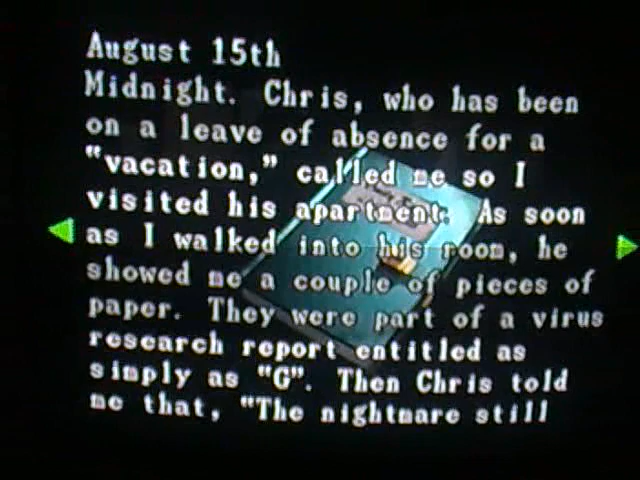 August 15th
Midnight. Chris, who has been
on a leave of absence for a
"vacation," called me so I
visited his apartment. As soon
as I walked into his room, he
showed me a couple of pieces of
paper. They were part of a virus
research report entitled as
simply as "G". Then Chris told
me that, "The nightmare still